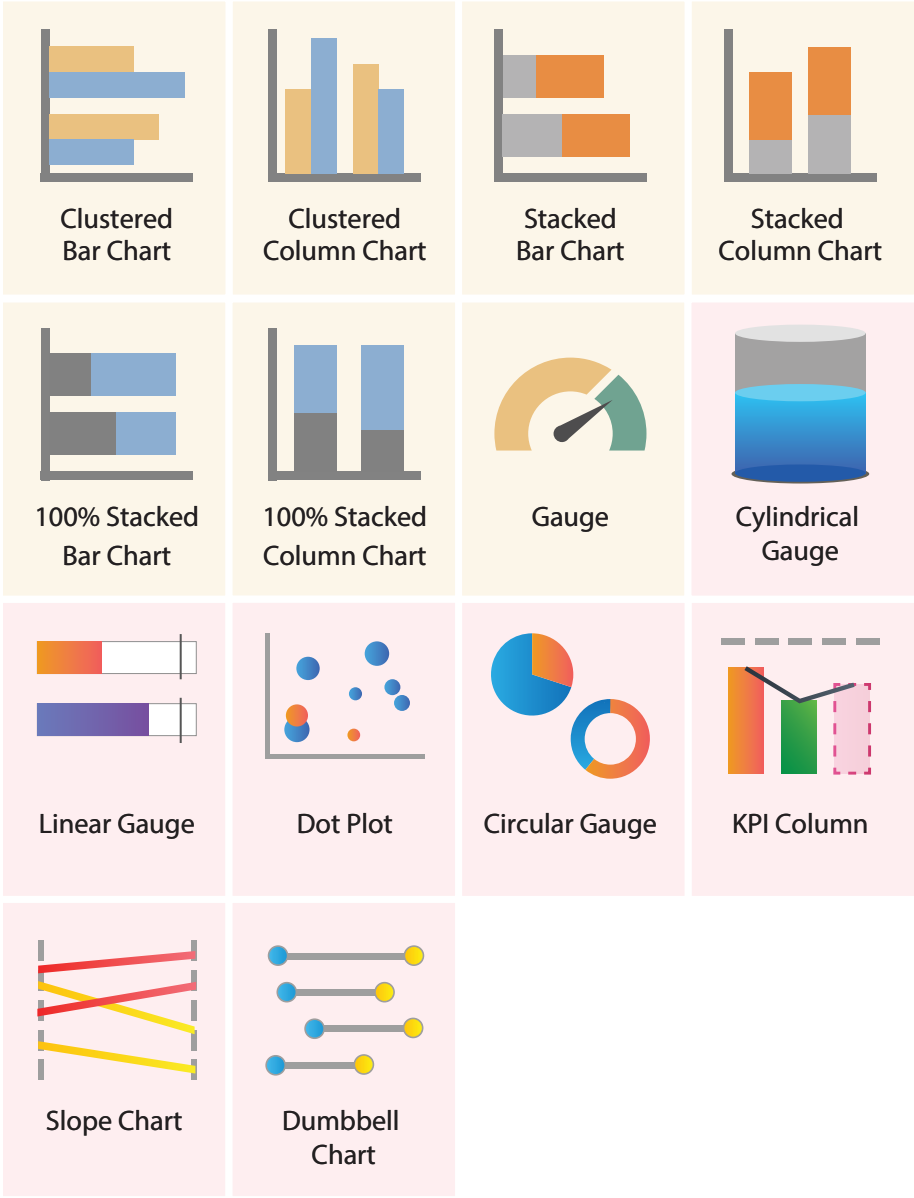 Clustered
Bar Chart
Clustered
Column Chart
Stacked
Bar Chart
Stacked
Column Chart
100% Stacked
Bar Chart
100% Stacked
Column Chart
Gauge
Cylindrical
Gauge
Linear Gauge
Dot Plot
Circular Gauge
KPI Column
Slope Chart
Dumbbell
Chart